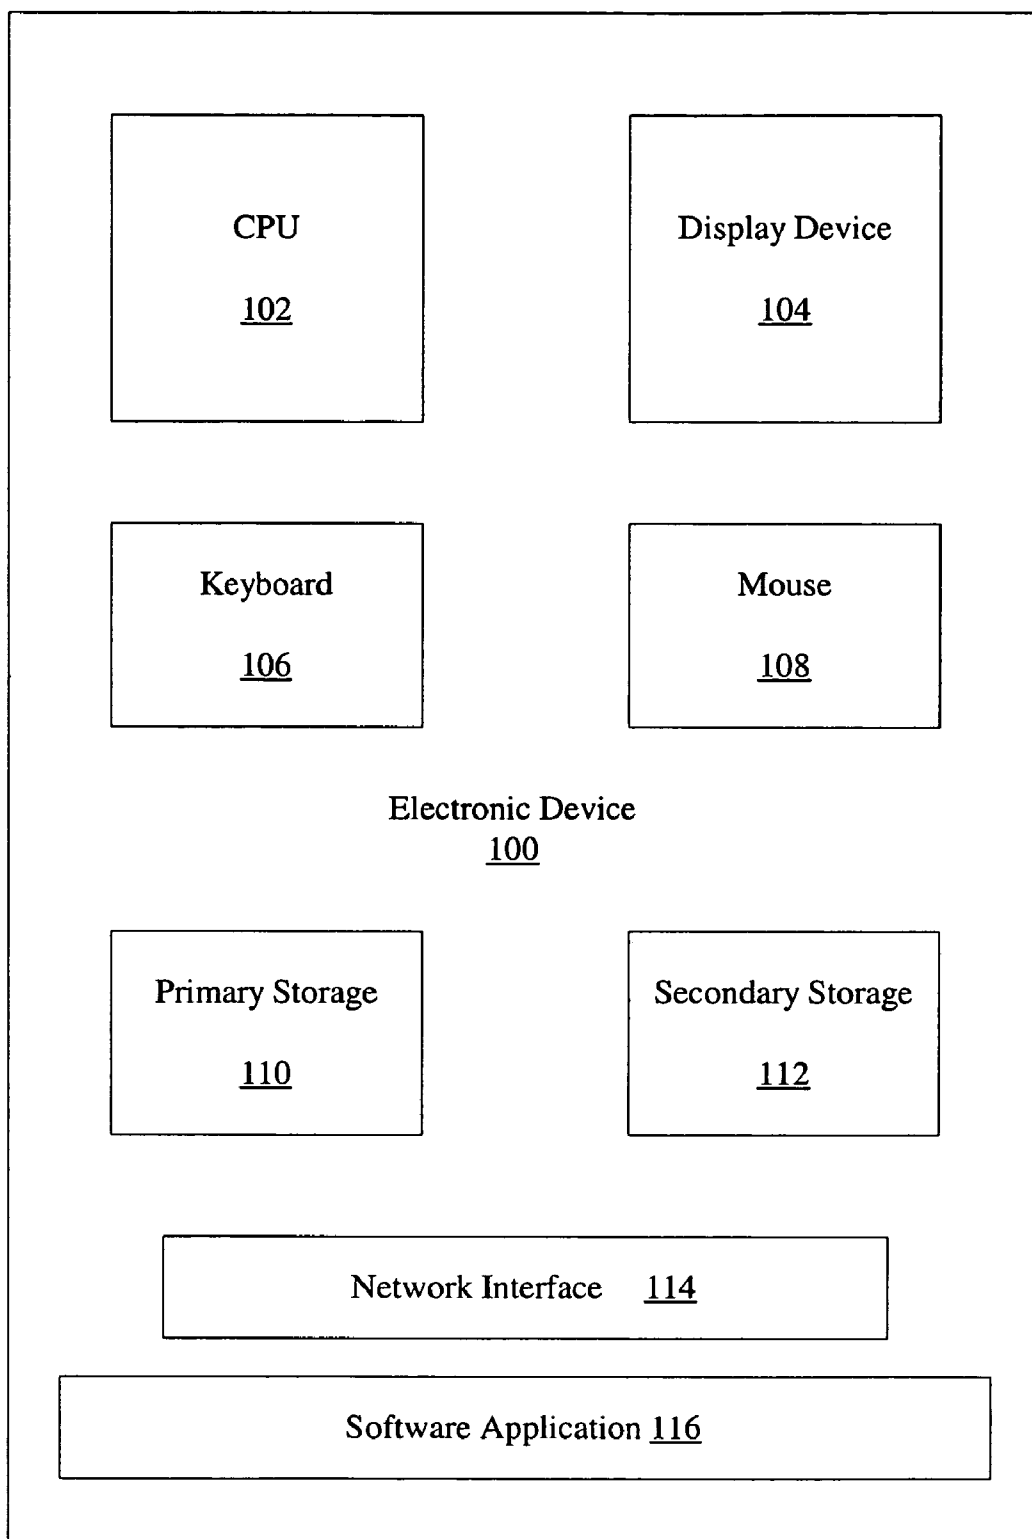 CPU
102
Display Device
104
Keyboard
106
Mouse
108
Electronic Device
100
Primary Storage
110
Secondary Storage
112
Network Interface 114
Software Application 116